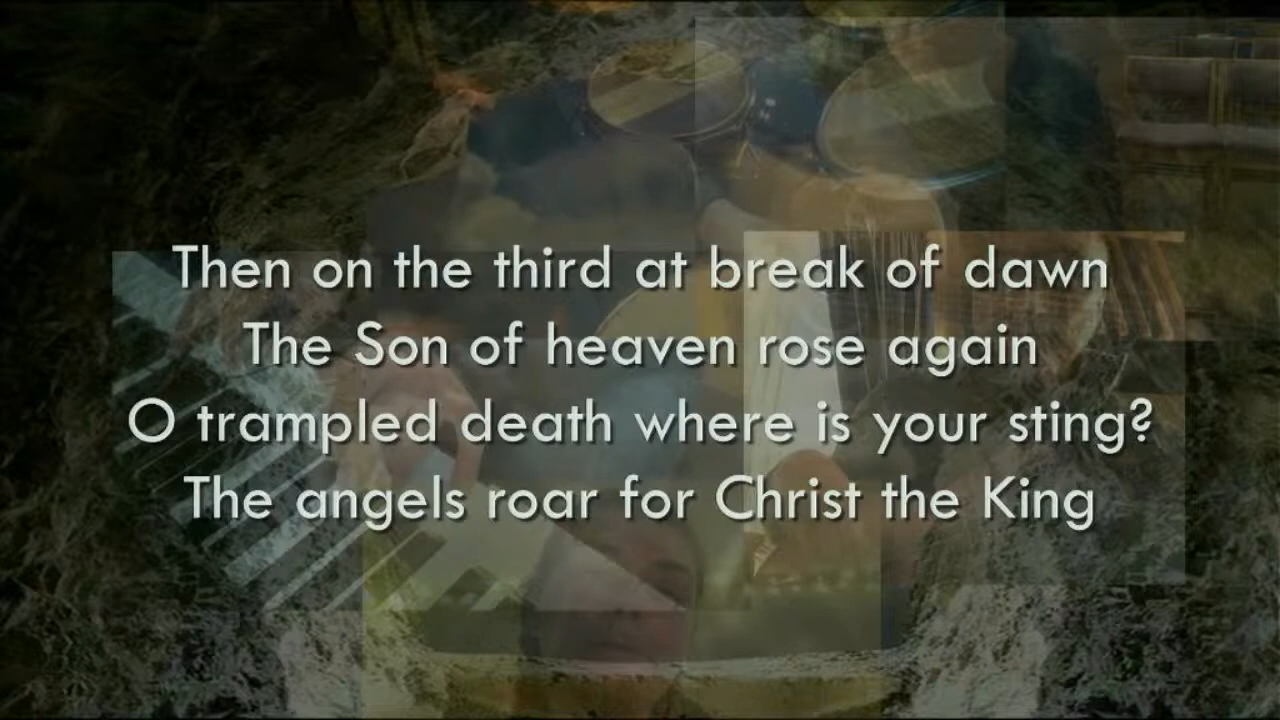 Then on the third at break of dawn
The Son of heaven rose again
O trampled death where is your sting?
The angels roar for Christ the King